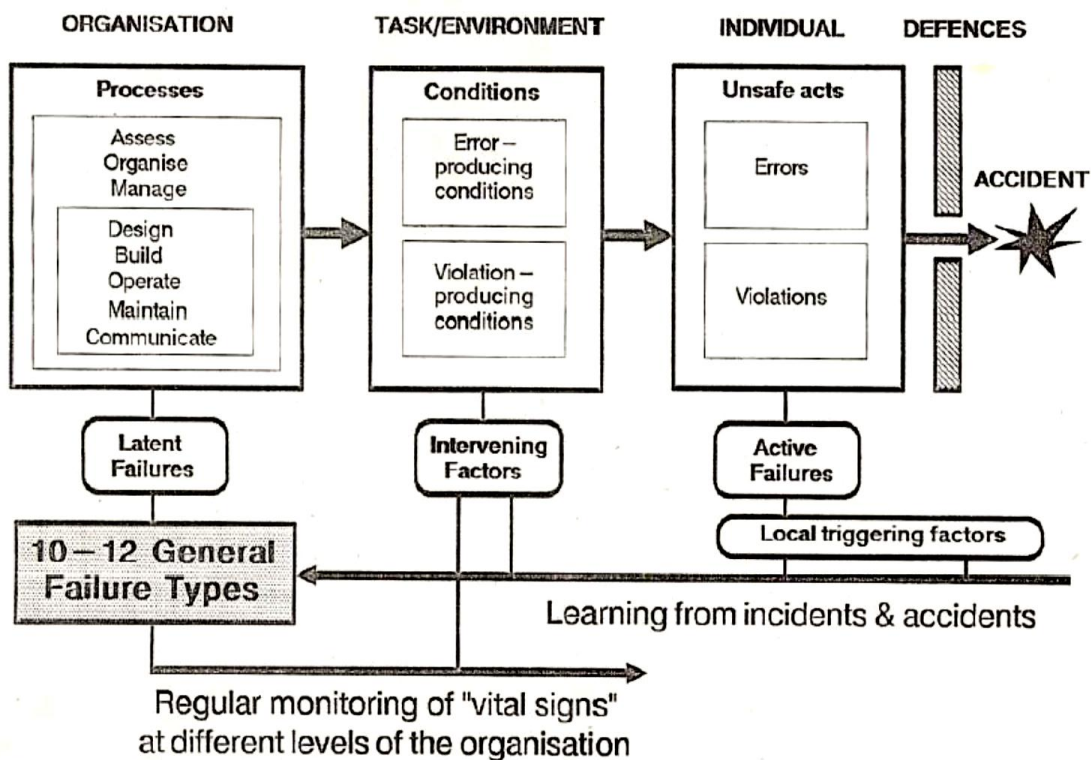 ORGANISATION
TASK/ENVIRONMENT
INDIVIDUAL
DEFENCES
Processes
Assess
Organise
Manage
Design
Build
Operate
Maintain
Communicate
Conditions
Error–
producing
conditions
Violation–
producing
conditions
Unsafe acts
Errors
Violations
ACCIDENT
Latent
Failures
Intervening
Factors
Active
Failures
Local triggering factors
10–12 General
Failure Types
Learning from incidents & accidents
Regular monitoring of "vital signs"
at different levels of the organisation